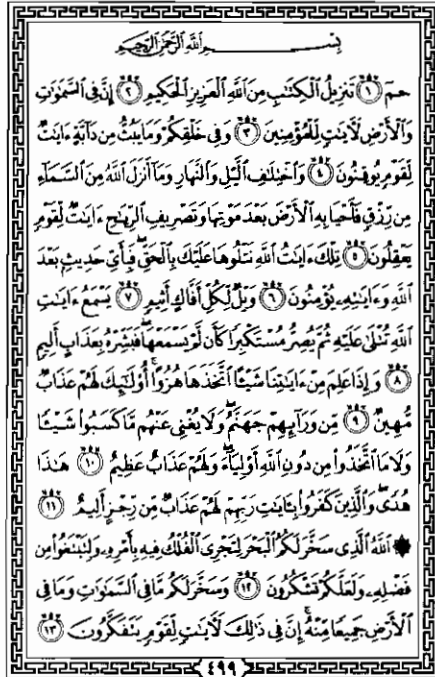 بِسْمِ ٱللَّهِ ٱلرَّحْمَٰنِ ٱلرَّحِيمِ
حمٓ ١ تَنزِيلُ ٱلْكِتَٰبِ مِنَ ٱللَّهِ ٱلْعَزِيزِ ٱلْحَكِيمِ ٢ إِنَّ فِى ٱلسَّمَٰوَٰتِ
وَٱلْأَرْضِ لَءَايَٰتٍ لِّلْمُؤْمِنِينَ ٣ وَفِى خَلْقِكُمْ وَمَا يَبُثُّ مِن دَآبَّةٍ ءَايَٰتٌ
لِّقَوْمٍ يُوقِنُونَ ٤ وَٱخْتِلَٰفِ ٱلَّيْلِ وَٱلنَّهَارِ وَمَآ أَنزَلَ ٱللَّهُ مِنَ ٱلسَّمَآءِ
مِن رِّزْقٍ فَأَحْيَا بِهِ ٱلْأَرْضَ بَعْدَ مَوْتِهَا وَتَصْرِيفِ ٱلرِّيَٰحِ ءَايَٰتٌ لِّقَوْمٍ
يَعْقِلُونَ ٥ تِلْكَ ءَايَٰتُ ٱللَّهِ نَتْلُوهَا عَلَيْكَ بِٱلْحَقِّ ۖ فَبِأَىِّ حَدِيثٍۭ بَعْدَ
ٱللَّهِ وَءَايَٰتِهِۦ يُؤْمِنُونَ ٦ وَيْلٌ لِّكُلِّ أَفَّاكٍ أَثِيمٍ ٧ يَسْمَعُ ءَايَٰتِ
ٱللَّهِ تُتْلَىٰ عَلَيْهِ ثُمَّ يُصِرُّ مُسْتَكْبِرًا كَأَن لَّمْ يَسْمَعْهَا ۖ فَبَشِّرْهُ بِعَذَابٍ أَلِيمٍ
٨ وَإِذَا عَلِمَ مِنْ ءَايَٰتِنَا شَيْـًٔا ٱتَّخَذَهَا هُزُوًا ۚ أُو۟لَٰٓئِكَ لَهُمْ عَذَابٌ
مُّهِينٌ ٩ مِّن وَرَآئِهِمْ جَهَنَّمُ ۖ وَلَا يُغْنِى عَنْهُم مَّا كَسَبُوا۟ شَيْـًٔا
وَلَا مَا ٱتَّخَذُوا۟ مِن دُونِ ٱللَّهِ أَوْلِيَآءَ ۖ وَلَهُمْ عَذَابٌ عَظِيمٌ ١٠ هَٰذَا
هُدًى ۖ وَٱلَّذِينَ كَفَرُوا۟ بِـَٔايَٰتِ رَبِّهِمْ لَهُمْ عَذَابٌ مِّن رِّجْزٍ أَلِيمٌ ١١
۞ ٱللَّهُ ٱلَّذِى سَخَّرَ لَكُمُ ٱلْبَحْرَ لِتَجْرِىَ ٱلْفُلْكُ فِيهِ بِأَمْرِهِۦ وَلِتَبْتَغُوا۟ مِن
فَضْلِهِۦ وَلَعَلَّكُمْ تَشْكُرُونَ ١٢ وَسَخَّرَ لَكُم مَّا فِى ٱلسَّمَٰوَٰتِ وَمَا فِى
ٱلْأَرْضِ جَمِيعًا مِّنْهُ ۚ إِنَّ فِى ذَٰلِكَ لَءَايَٰتٍ لِّقَوْمٍ يَتَفَكَّرُونَ ١٣
٤٩٩